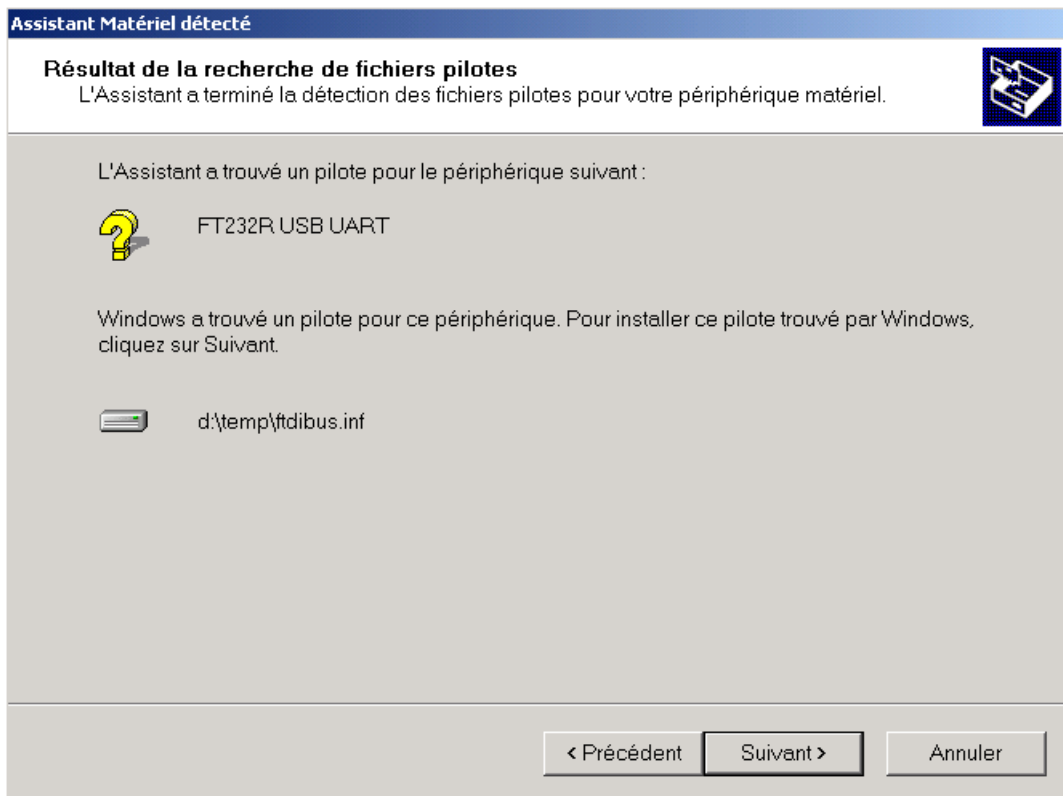 Assistant Matériel détecté
Résultat de la recherche de fichiers pilotes
L'Assistant a terminé la détection des fichiers pilotes pour votre périphérique matériel.
L'Assistant a trouvé un pilote pour le périphérique suivant :
FT232R USB UART
Windows a trouvé un pilote pour ce périphérique. Pour installer ce pilote trouvé par Windows,
cliquez sur Suivant.
d:\temp\ftdibus.inf
< Précédent
Suivant >
Annuler